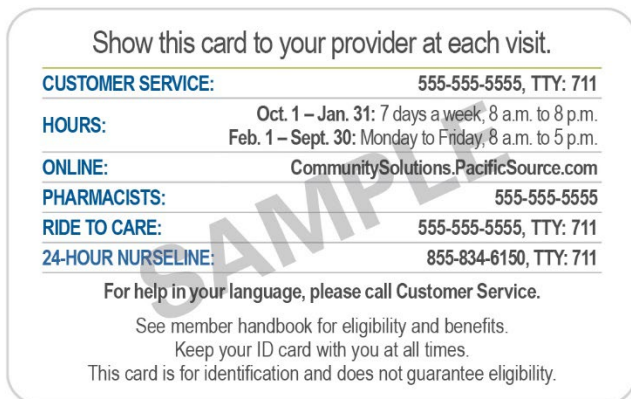 Show this card to your provider at each visit.
CUSTOMER SERVICE: 555-555-5555, TTY: 711
HOURS: Oct. 1 – Jan. 31: 7 days a week, 8 a.m. to 8 p.m.
Feb. 1 – Sept. 30: Monday to Friday, 8 a.m. to 5 p.m.
ONLINE: CommunitySolutions.PacificSource.com
PHARMACISTS: 555-555-5555
RIDE TO CARE: 555-555-5555, TTY: 711
24-HOUR NURSELINE: 855-834-6150, TTY: 711
For help in your language, please call Customer Service.
See member handbook for eligibility and benefits.
Keep your ID card with you at all times.
This card is for identification and does not guarantee eligibility.
SAMPLE